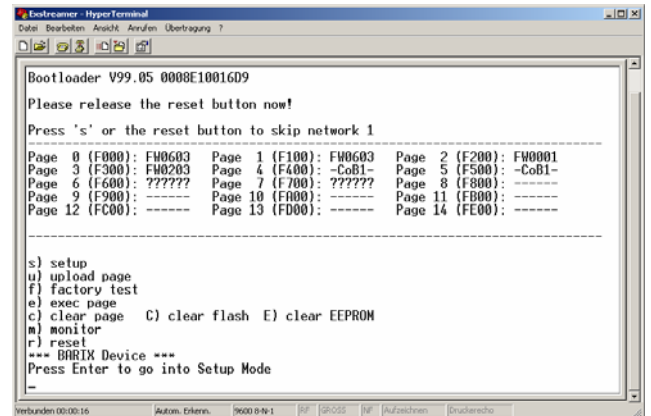 Exstreamer - HyperTerminal
Datei Bearbeiten Ansicht Anrufen Übertragung ?
Bootloader V99.05 0008E10016D9
Please release the reset button now!
Press 's' or the reset button to skip network 1
Page 0 (F000): FW0603 Page 1 (F100): FW0603 Page 2 (F200): FW0001
Page 3 (F300): FW0203 Page 4 (F400): -CoB1- Page 5 (F500): -CoB1-
Page 6 (F600): ?????? Page 7 (F700): ?????? Page 8 (F800): ------
Page 9 (F900): ------ Page 10 (FA00): ------ Page 11 (FB00): ------
Page 12 (FC00): ------ Page 13 (FD00): ------ Page 14 (FE00): ------
s) setup
u) upload page
f) factory test
e) exec page
c) clear page C) clear flash E) clear EEPROM
m) monitor
r) reset
*** BARIX Device ***
Press Enter to go into Setup Mode
Verbunden 00:00:16 Autom. Erkenn. 9600 8-N-1 RF GROSS NF Aufzeichnen Druckerecho